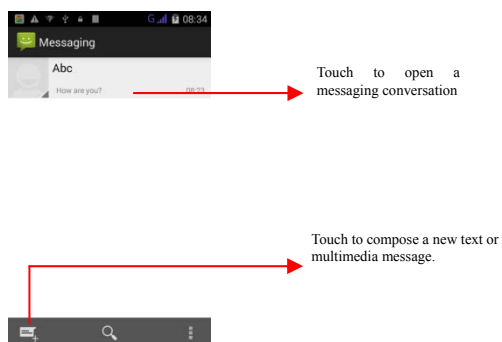 G 08:34
Messaging
Abc
How are you? 08:23
Touch to open a
messaging conversation
Touch to compose a new text or
multimedia message.